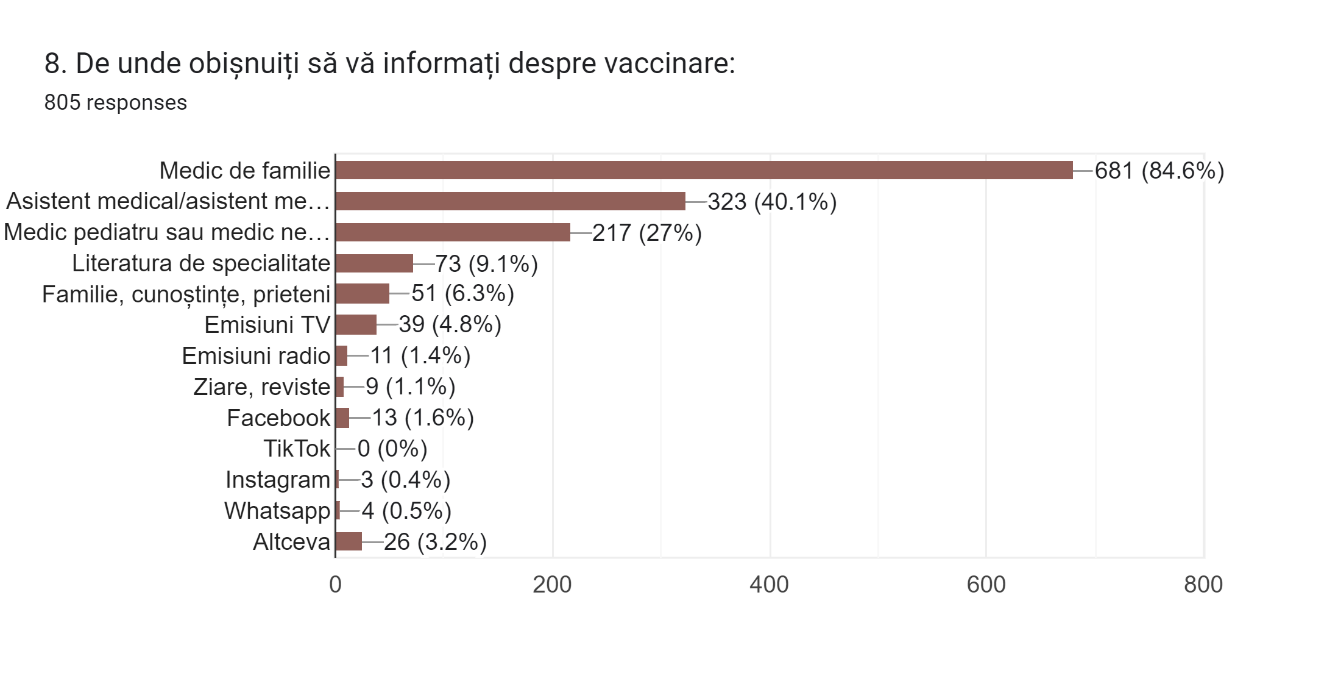 8. De unde obișnuiți să vă informați despre vaccinare:
805 responses
Medic de familie 681 (84.6%)
Asistent medical/asistent me… 323 (40.1%)
Medic pediatru sau medic ne… 217 (27%)
Literatura de specialitate 73 (9.1%)
Familie, cunoștințe, prieteni 51 (6.3%)
Emisiuni TV 39 (4.8%)
Emisiuni radio 11 (1.4%)
Ziare, reviste 9 (1.1%)
Facebook 13 (1.6%)
TikTok 0 (0%)
Instagram 3 (0.4%)
Whatsapp 4 (0.5%)
Altceva 26 (3.2%)
0 200 400 600 800